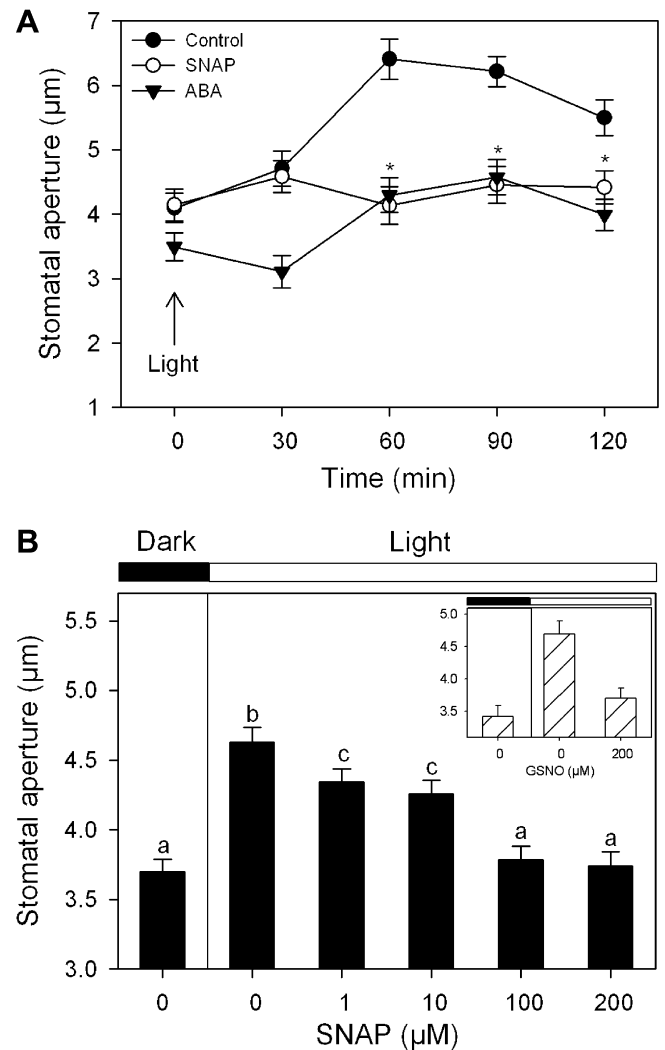 A
7
6
5
4
3
2
1
Stomatal aperture (µm)
Control
SNAP
ABA
* * *
Light
0 30 60 90 120
Time (min)
B
Dark Light
5.5
5.0
4.5
4.0
3.5
3.0
Stomatal aperture (µm)
a b c c a a
5.0
4.5
4.0
3.5
0 0 200
GSNO (µM)
0 0 1 10 100 200
SNAP (µM)